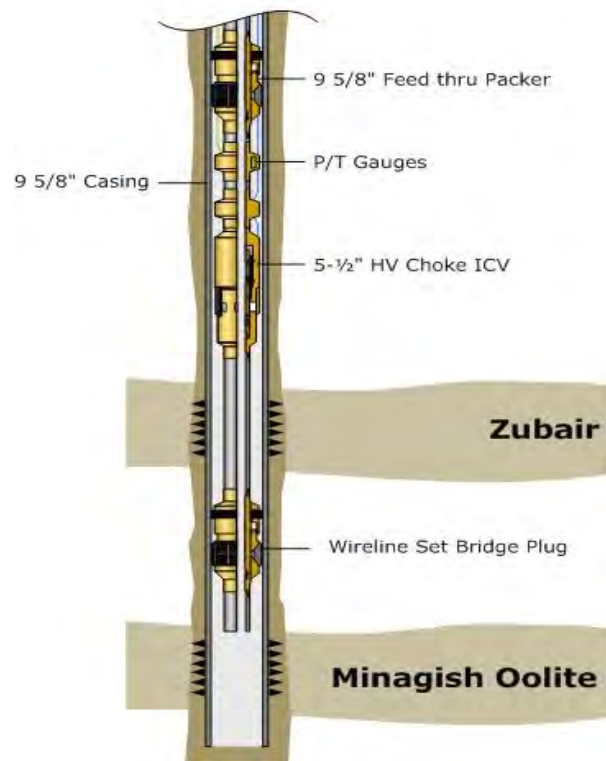 9 5/8" Feed thru Packer
P/T Gauges
9 5/8" Casing
5-½" HV Choke ICV
Zubair
Wireline Set Bridge Plug
Minagish Oolite